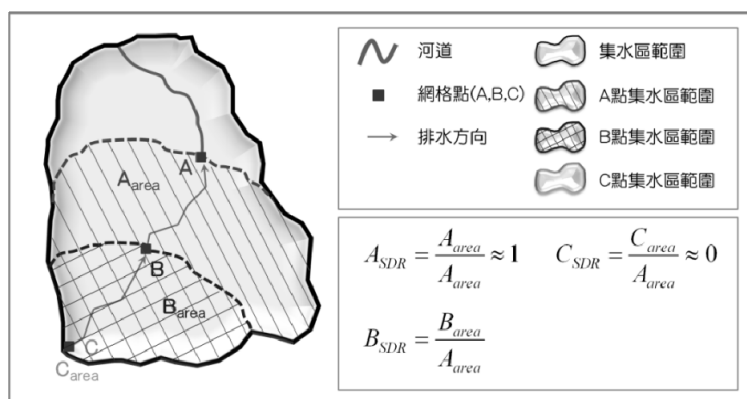 A
A_area
B
B_area
C
C_area
河道
集水區範圍
網格點(A,B,C)
A點集水區範圍
排水方向
B點集水區範圍
C點集水區範圍
A_SDR = A_area / A_area ≈ 1
C_SDR = C_area / A_area ≈ 0
B_SDR = B_area / A_area